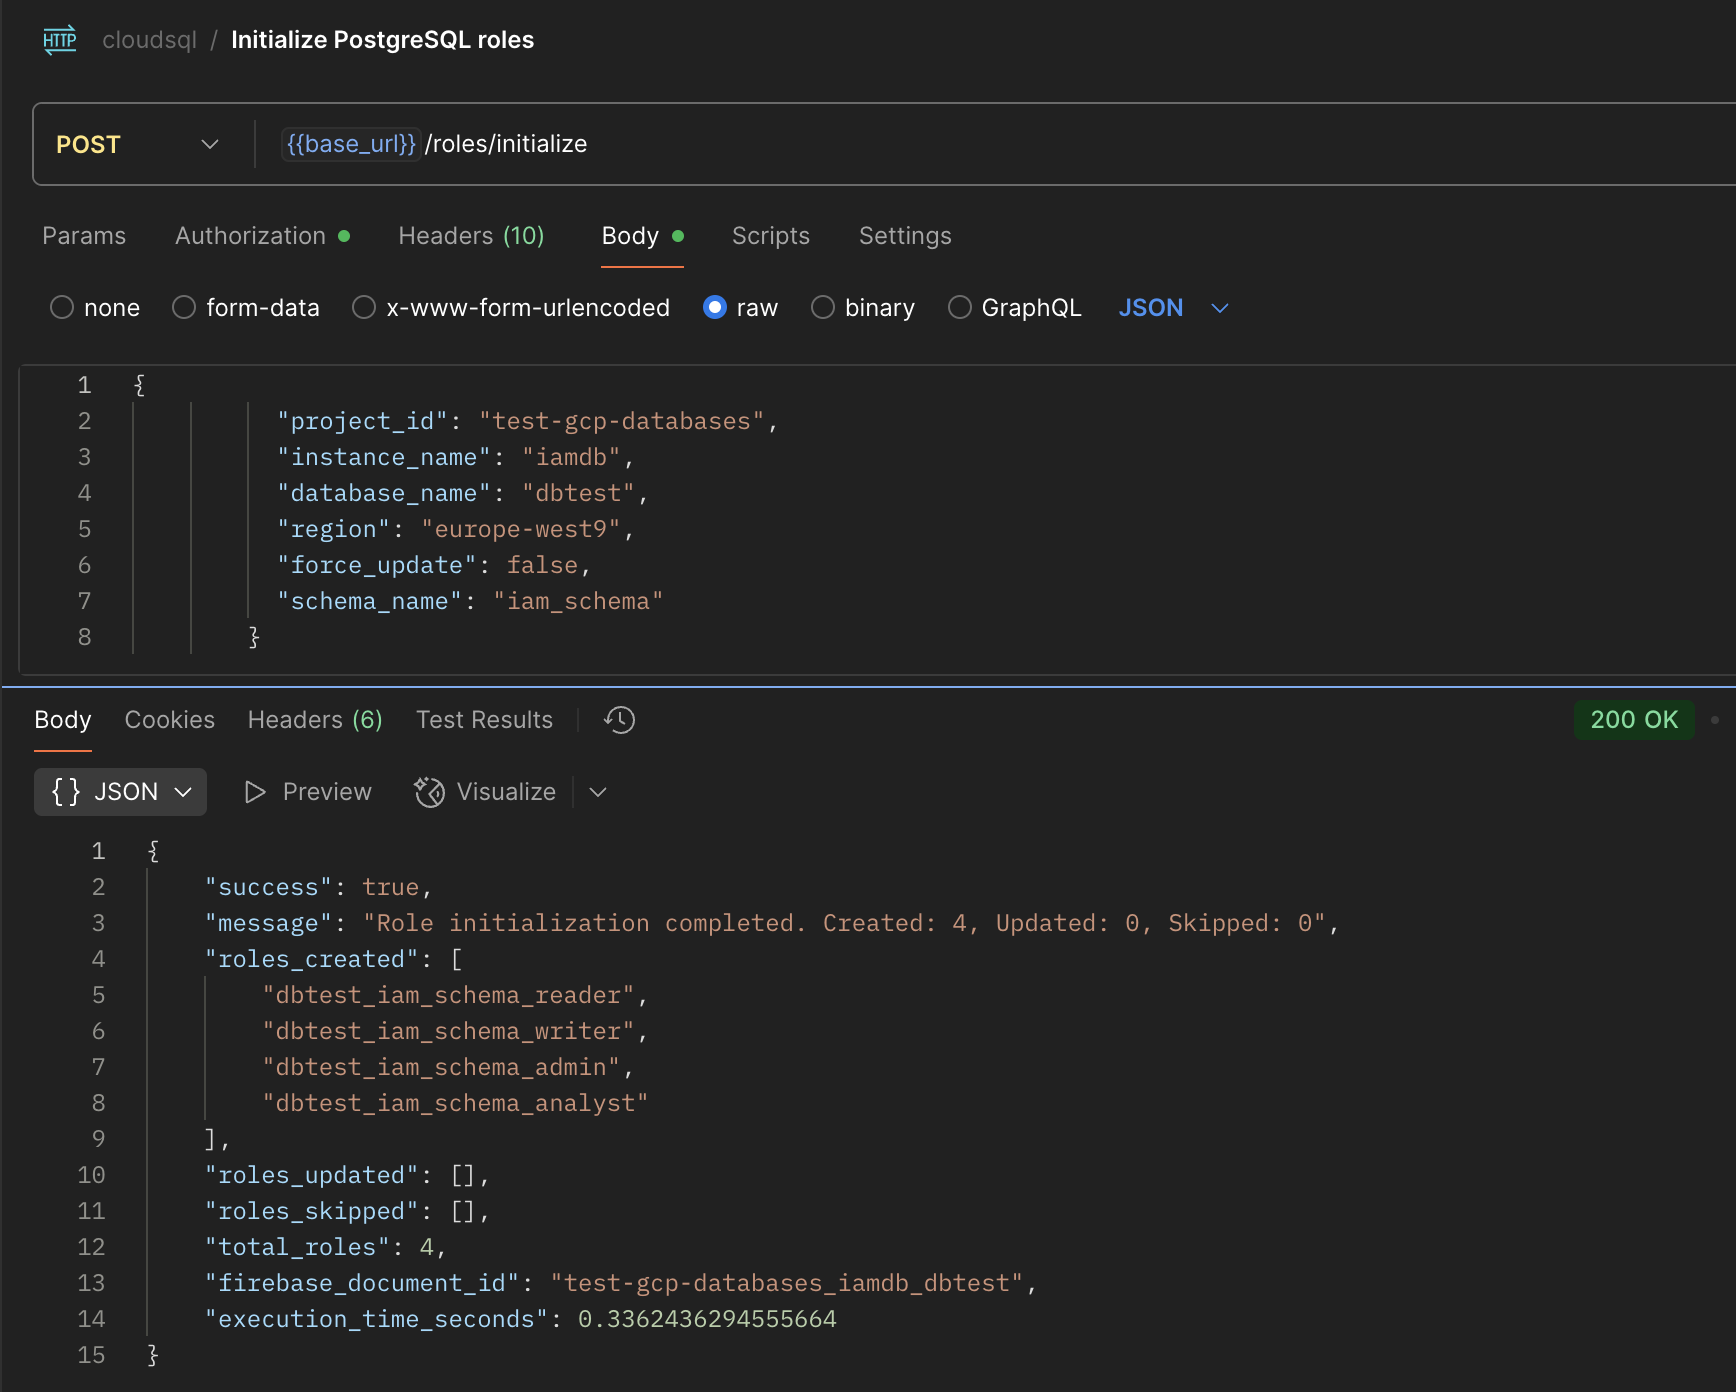 HTTP cloudsql / Initialize PostgreSQL roles
POST {{base_url}}/roles/initialize
Params Authorization Headers (10) Body Scripts Settings
none form-data x-www-form-urlencoded raw binary GraphQL JSON
1 {
2 "project_id": "test-gcp-databases",
3 "instance_name": "iamdb",
4 "database_name": "dbtest",
5 "region": "europe-west9",
6 "force_update": false,
7 "schema_name": "iam_schema"
8 }
Body Cookies Headers (6) Test Results 200 OK
{} JSON Preview Visualize
1 {
2 "success": true,
3 "message": "Role initialization completed. Created: 4, Updated: 0, Skipped: 0",
4 "roles_created": [
5 "dbtest_iam_schema_reader",
6 "dbtest_iam_schema_writer",
7 "dbtest_iam_schema_admin",
8 "dbtest_iam_schema_analyst"
9 ],
10 "roles_updated": [],
11 "roles_skipped": [],
12 "total_roles": 4,
13 "firebase_document_id": "test-gcp-databases_iamdb_dbtest",
14 "execution_time_seconds": 0.3362436294555664
15 }